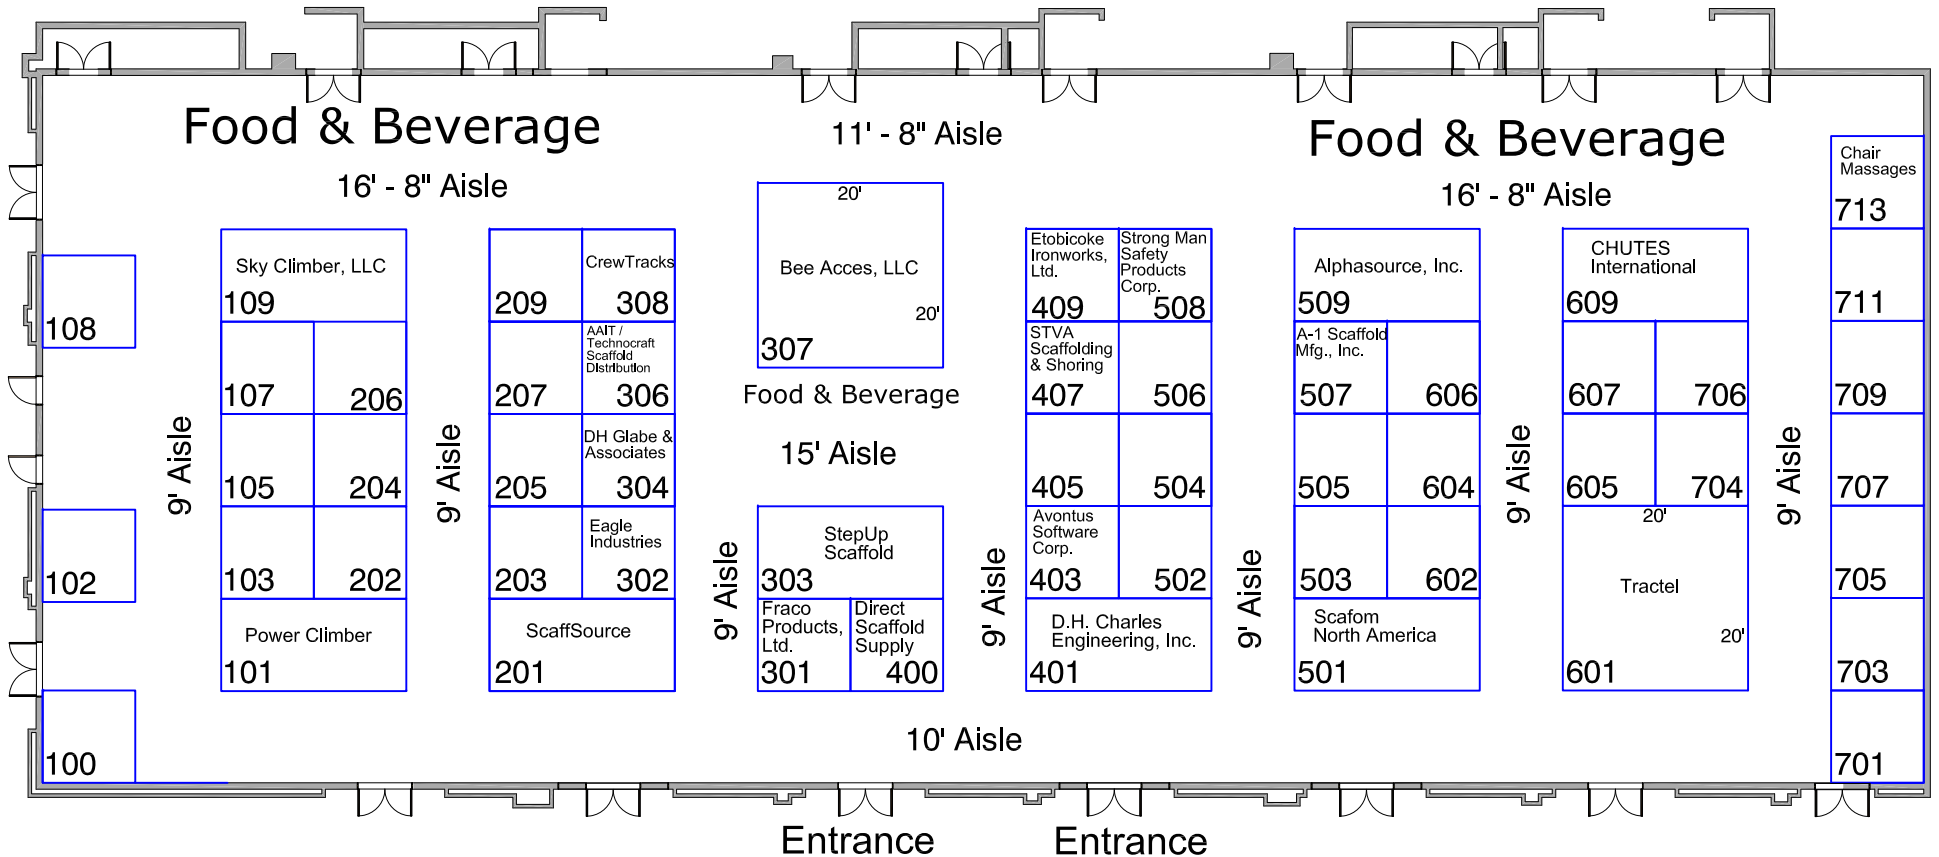 Food & Beverage
11' - 8" Aisle
Food & Beverage
16' - 8" Aisle
16' - 8" Aisle
Chair
Massages
713
20'
Bee Acces, LLC
20'
307
Food & Beverage
15' Aisle
108
102
100
9' Aisle
Sky Climber, LLC
109
107
206
105
204
103
202
Power Climber
101
9' Aisle
209
CrewTracks
308
207
AAIT /
Technocraft
Scaffold
Distribution
306
205
DH Glabe &
Associates
304
203
Eagle
Industries
302
ScaffSource
201
9' Aisle
StepUp
Scaffold
303
Fraco
Products,
Ltd.
301
Direct
Scaffold
Supply
400
9' Aisle
Etobicoke
Ironworks,
Ltd.
409
Strong Man
Safety
Products
Corp.
508
STVA
Scaffolding
& Shoring
407
506
405
504
Avontus
Software
Corp.
403
502
D.H. Charles
Engineering, Inc.
401
9' Aisle
Alphasource, Inc.
509
A-1 Scaffold
Mfg., Inc.
507
606
505
604
503
602
Scafom
North America
501
9' Aisle
CHUTES
International
609
607
706
605
704
20'
Tractel
20'
601
9' Aisle
711
709
707
705
703
701
10' Aisle
Entrance
Entrance